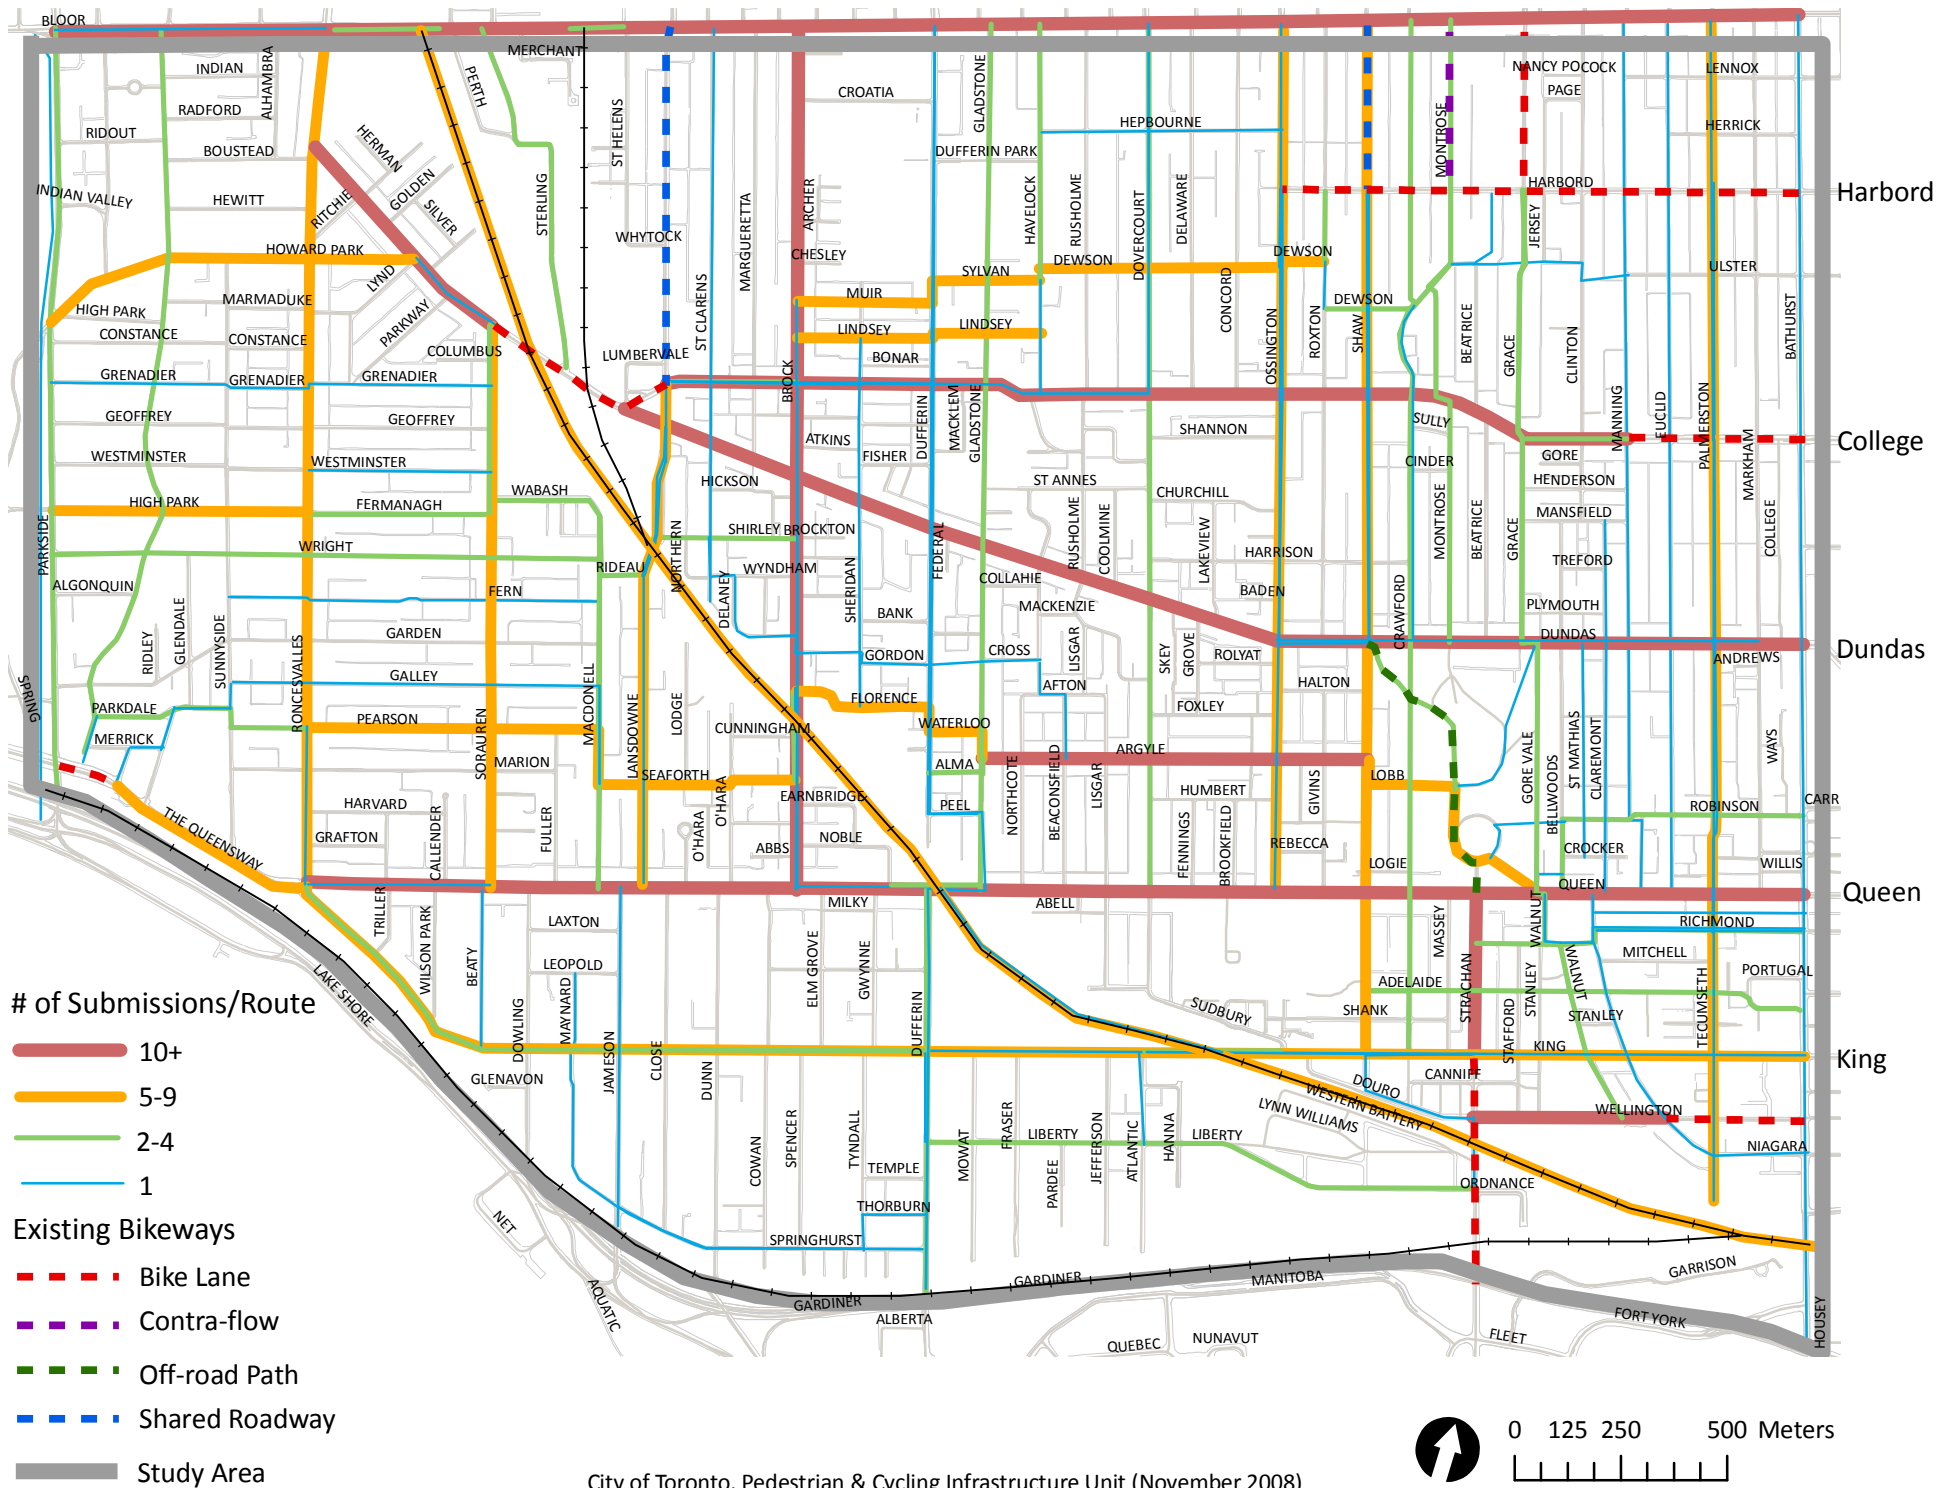 BLOOR
MERCHANT
INDIAN
ALHAMBRA
PERTH
NANCY POCOCK
LENNOX
RADFORD
CROATIA
GLADSTONE
PAGE
RIDOUT
HERMAN
ST HELENS
HEPBOURNE
MONTROSE
HERRICK
BOUSTEAD
DUFFERIN PARK
INDIAN VALLEY
HEWITT
RITCHIE
GOLDEN
SILVER
STERLING
MARGUERETTA
ARCHER
HAVELOCK
RUSHOLME
DOVERCOURT
DELAWARE
HARBORD
Harbord
JERSEY
WHYTOCK
HOWARD PARK
CHESLEY
DEWSON
DEWSON
LYND
SYLVAN
ULSTER
HIGH PARK
MARMADUKE
PARKWAY
ST CLARENS
MUIR
CONCORD
DEWSON
CONSTANCE
CONSTANCE
LINDSEY
LINDSEY
OSSINGTON
ROXTON
SHAW
BEATRICE
GRACE
CLINTON
BATHURST
COLUMBUS
LUMBERVALE
BONAR
GRENADIER
GRENADIER
GRENADIER
BROCK
GEOFFREY
GEOFFREY
DUFFERIN
MACKLEM
GLADSTONE
SULLY
MANNING
EUCLID
PALMERSTON
ATKINS
SHANNON
College
WESTMINSTER
WESTMINSTER
FISHER
CINDER
GORE
MARKHAM
HICKSON
ST ANNES
HENDERSON
HIGH PARK
FERMANAGH
WABASH
CHURCHILL
MANSFIELD
PARKSIDE
SHIRLEY
BROCKTON
FEDERAL
RUSHOLME
COOLMINE
LAKEVIEW
MONTROSE
BEATRICE
GRACE
COLLEGE
WRIGHT
HARRISON
RIDEAU
NORTHERN
WYNDHAM
TREFORD
ALGONQUIN
FERN
DELANEY
SHERIDAN
COLLAHIE
BADEN
BANK
MACKENZIE
CRAWFORD
PLYMOUTH
RIDLEY
GLENDALE
SUNNYSIDE
GARDEN
DUNDAS
Dundas
GORDON
CROSS
LISGAR
SKEY
GROVE
ROLYAT
ANDREWS
SPRING
GALLEY
AFTON
HALTON
PARKDALE
RONCESVALLES
MACDONELL
LANSDOWNE
LODGE
FLORENCE
FOXLEY
PEARSON
SORAUREN
CUNNINGHAM
WATERLOO
MERRICK
ARGYLE
MARION
SEAFORTH
ALMA
LOBB
GORE VALE
BELLWOODS
ST MATHIAS
CLAREMONT
WAYS
THE QUEENSWAY
HARVARD
CALLENDER
O'HARA
EARNBRIDGE
PEEL
NORTHCOTE
BEACONSFIELD
LISGAR
HUMBERT
GIVINS
ROBINSON
CARR
GRAFTON
FULLER
O'HARA
NOBLE
FENNINGS
BROOKFIELD
REBECCA
ABBS
LOGIE
CROCKER
WILLIS
QUEEN
Queen
TRILLER
WILSON PARK
MILKY
ABELL
LAXTON
MASSEY
WALNUT
RICHMOND
LAKE SHORE
BEATY
LEOPOLD
ELM GROVE
GWYNNE
STRACHAN
WALNUT
MITCHELL
ADELAIDE
STANLEY
PORTUGAL
# of Submissions/Route
DOWLING
MAYNARD
JAMESON
CLOSE
DUFFERIN
SUDBURY
SHANK
STAFFORD
STANLEY
TECUMSETH
10+
KING
King
5-9
GLENAVON
DUNN
DOURO
CANNIFF
WESTERN BATTERY
LYNN WILLIAMS
WELLINGTON
2-4
COWAN
SPENCER
TYNDALL
MOWAT
FRASER
LIBERTY
PARDEE
JEFFERSON
ATLANTIC
HANNA
LIBERTY
NIAGARA
1
TEMPLE
ORDNANCE
THORBURN
Existing Bikeways
NET
SPRINGHURST
Bike Lane
AQUATIC
GARDINER
GARDINER
MANITOBA
GARRISON
Contra-flow
ALBERTA
QUEBEC
NUNAVUT
FLEET
FORT YORK
HOUSEY
Off-road Path
Shared Roadway
0 125 250 500 Meters
Study Area
City of Toronto, Pedestrian & Cycling Infrastructure Unit (November 2008)